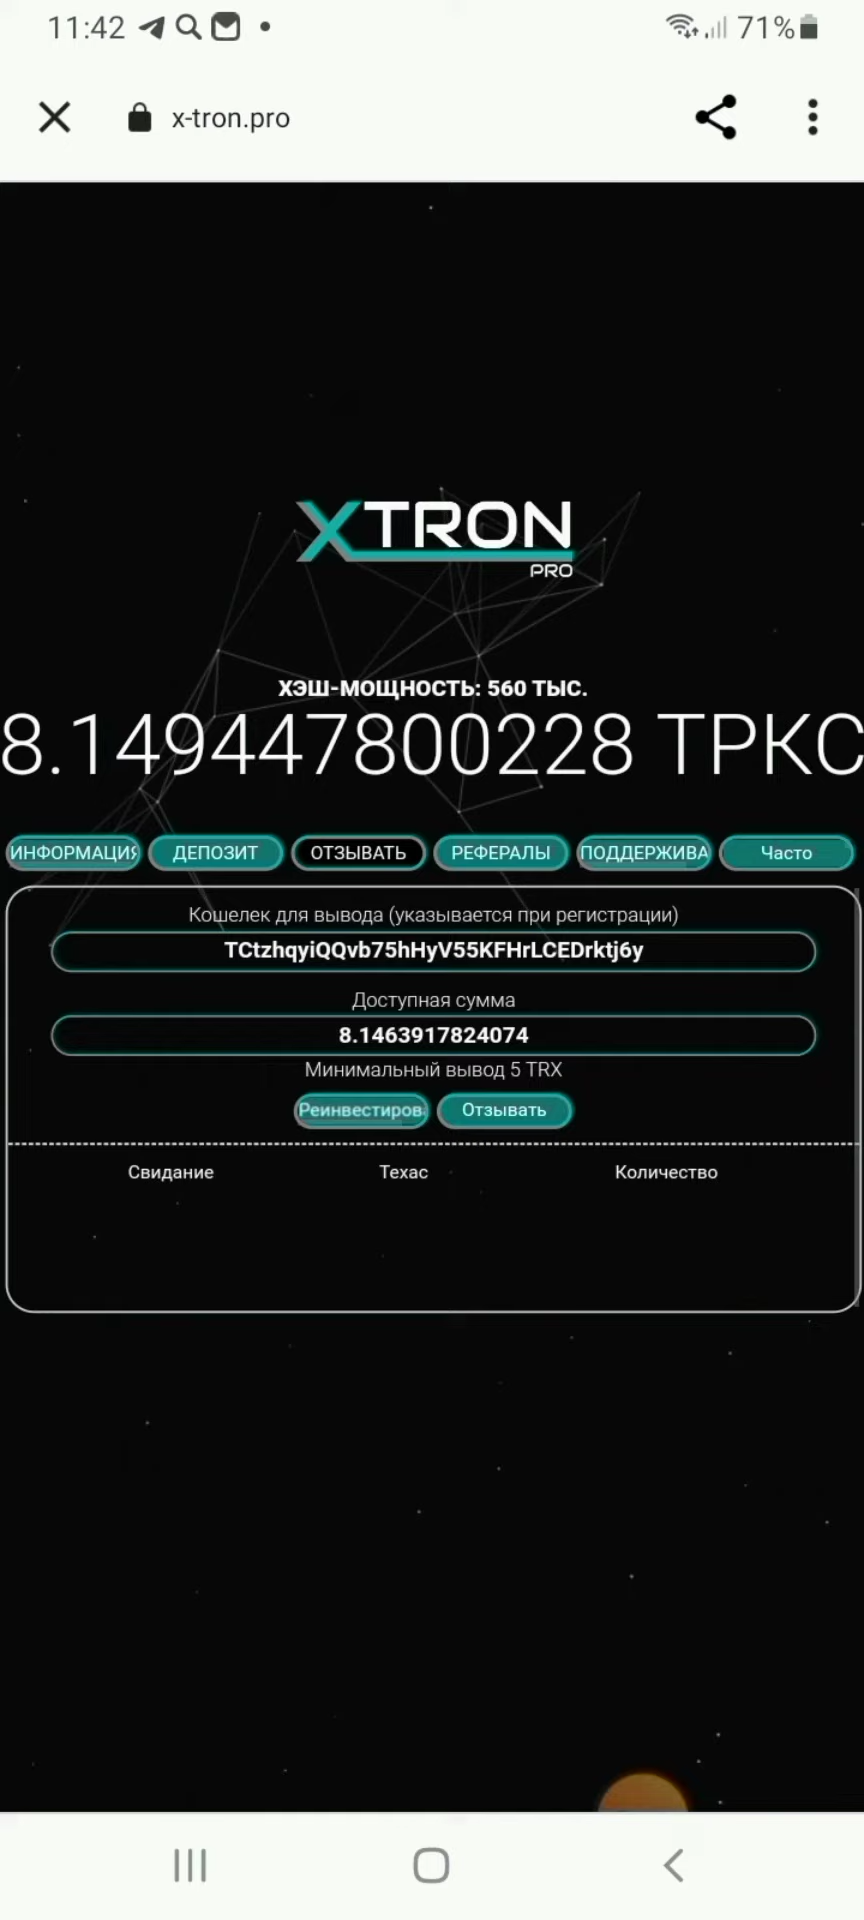 11:42 71%
x-tron.pro
XTRON
PRO
ХЭШ-МОЩНОСТЬ: 560 ТЫС.
8.149447800228 ТРКС
ИНФОРМАЦИЯ ДЕПОЗИТ ОТЗЫВАТЬ РЕФЕРАЛЫ ПОДДЕРЖИВА Часто
Кошелек для вывода (указывается при регистрации)
TCtzhqyiQQvb75hHyV55KFHrLCEDrktj6y
Доступная сумма
8.1463917824074
Минимальный вывод 5 TRX
Реинвестирова Отзывать
Свидание Техас Количество